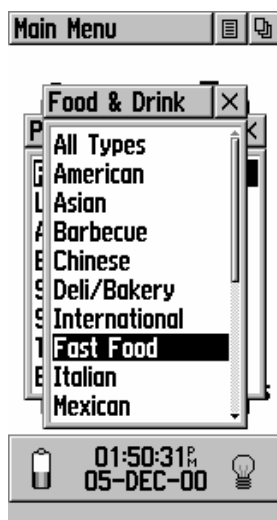 Main Menu
Food & Drink
P
All Types
American
Asian
Barbecue
Chinese
Deli/Bakery
International
Fast Food
Italian
Mexican
01:50:31PM
05-DEC-00